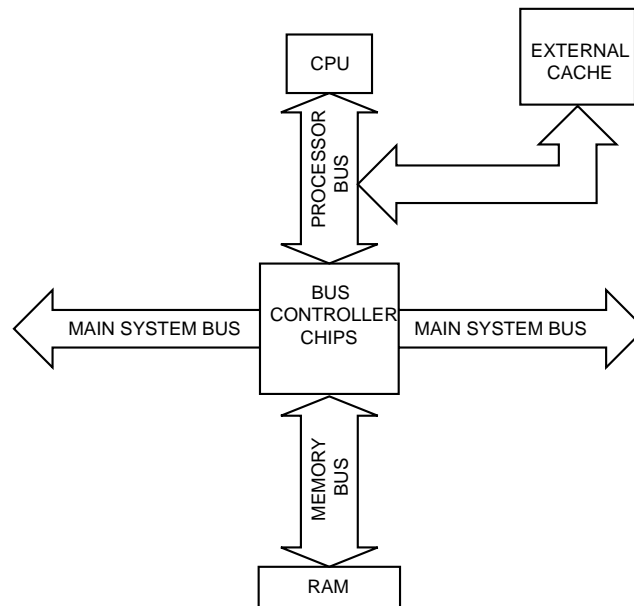 CPU
EXTERNAL
CACHE
PROCESSOR
BUS
MAIN SYSTEM BUS
BUS
CONTROLLER
CHIPS
MAIN SYSTEM BUS
MEMORY
BUS
RAM